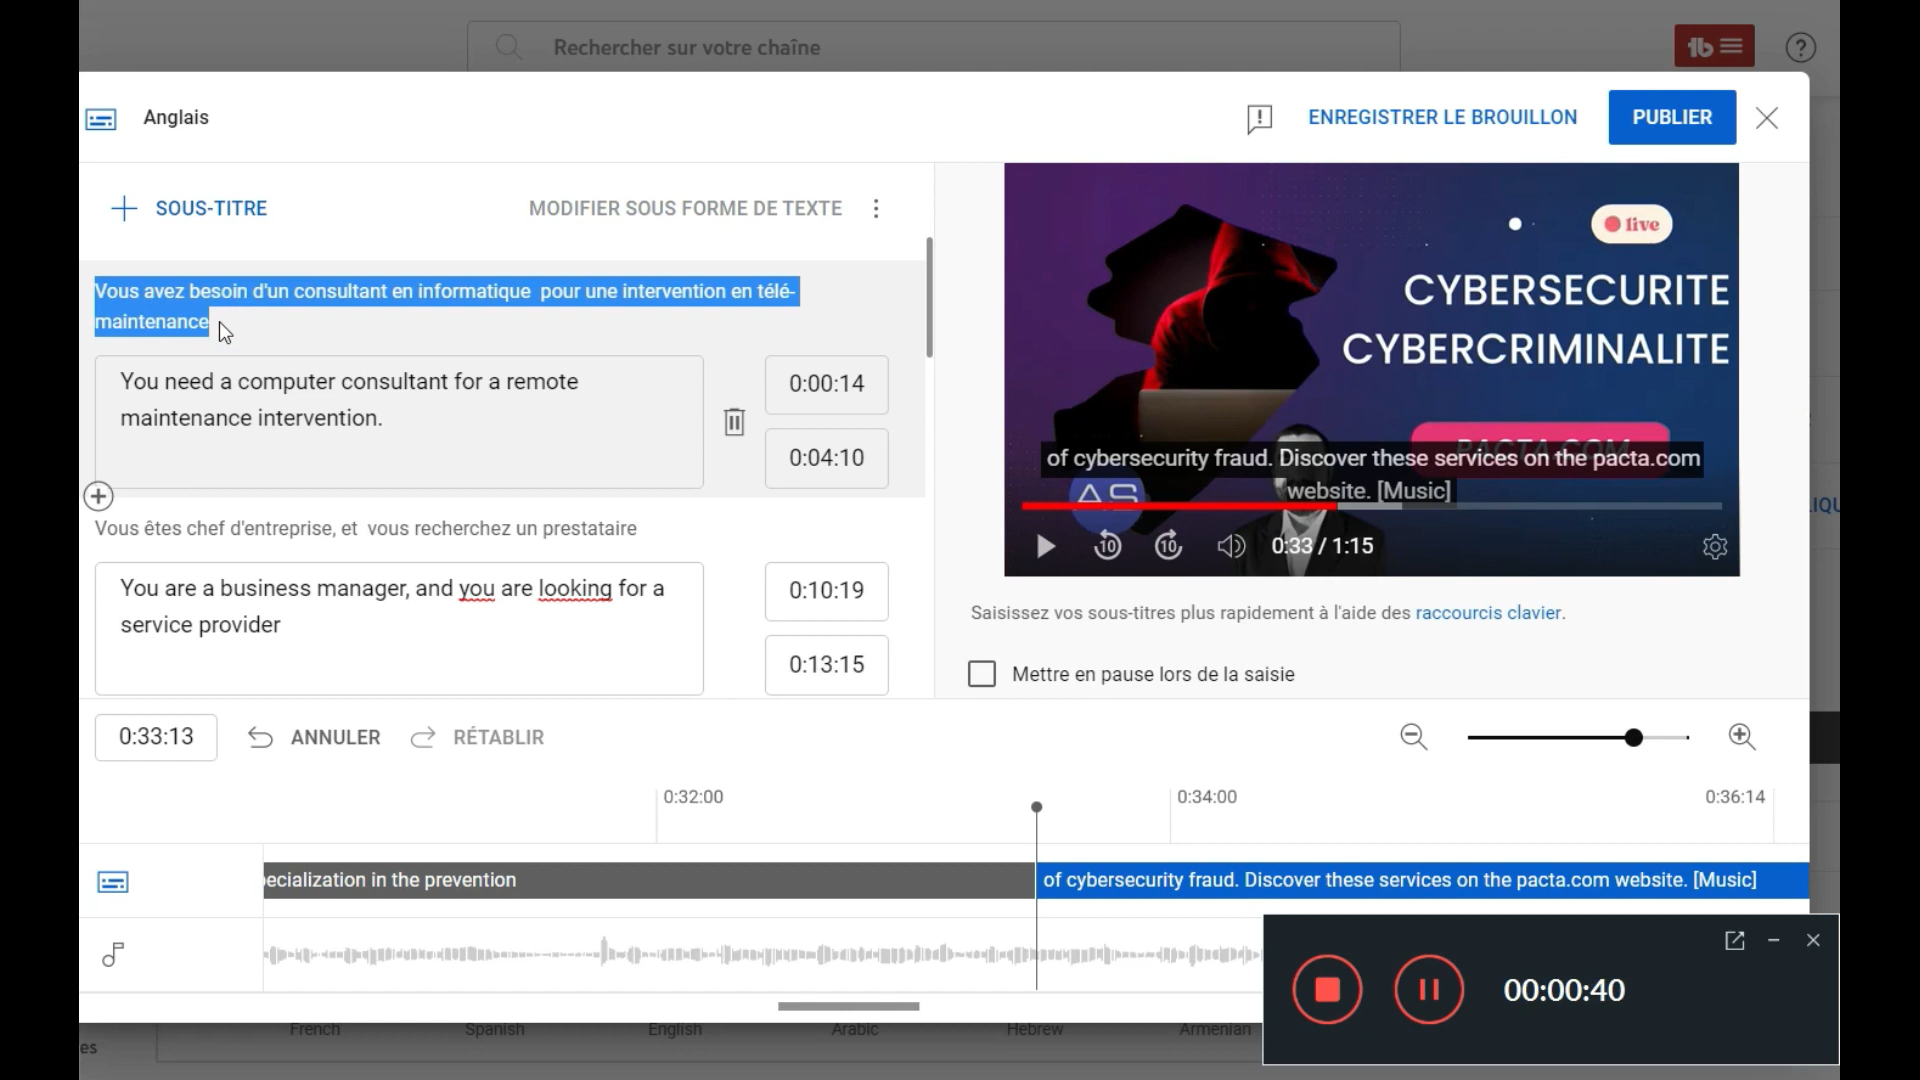 Rechercher sur votre chaîne
Anglais
ENREGISTRER LE BROUILLON
PUBLIER
SOUS-TITRE
MODIFIER SOUS FORME DE TEXTE
Vous avez besoin d'un consultant en informatique  pour une intervention en télé-
maintenance
You need a computer consultant for a remote
maintenance intervention.
0:00:14
0:04:10
Vous êtes chef d'entreprise, et  vous recherchez un prestataire
You are a business manager, and you are looking for a
service provider
0:10:19
0:13:15
live
CYBERSECURITE
CYBERCRIMINALITE
PACTA.COM
of cybersecurity fraud. Discover these services on the pacta.com
website. [Music]
AS
10
10
0:33 / 1:15
Saisissez vos sous-titres plus rapidement à l'aide des raccourcis clavier.
Mettre en pause lors de la saisie
0:33:13
ANNULER
RÉTABLIR
0:32:00
0:34:00
0:36:14
ecialization in the prevention
of cybersecurity fraud. Discover these services on the pacta.com website. [Music]
00:00:40
French
Spanish
English
Arabic
Hebrew
Armenian
es